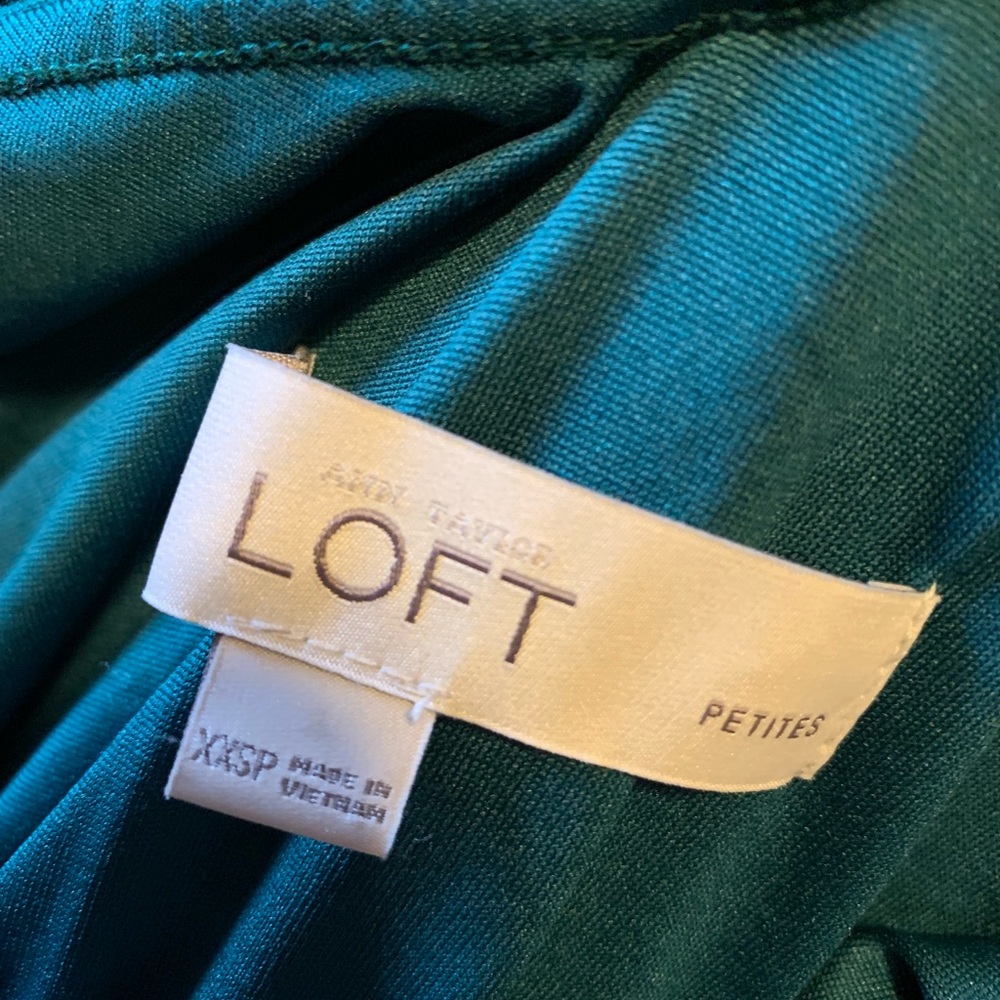 ANN TAYLOR
LOFT
PETITES
XXSP MADE IN
VIETNAM